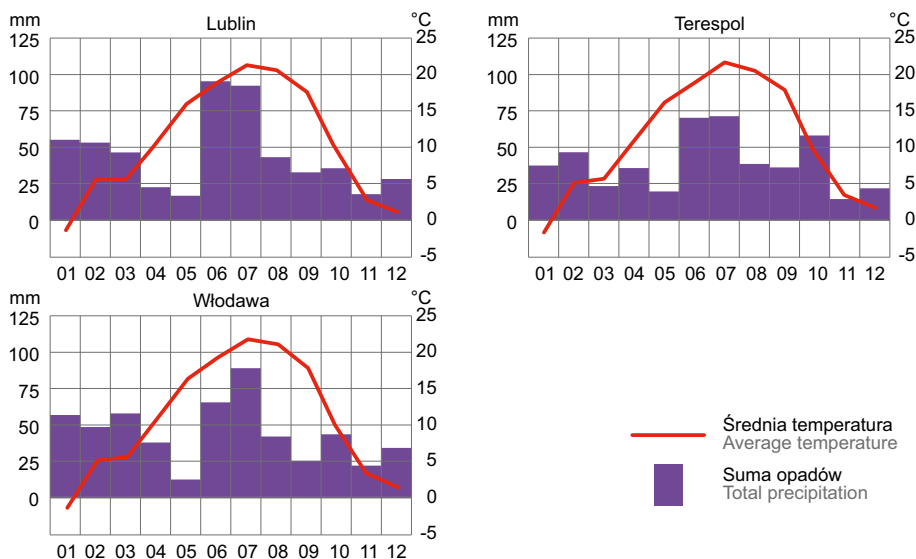 mm Lublin °C
125 25
100 20
75 15
50 10
25 5
0 0
-5
01 02 03 04 05 06 07 08 09 10 11 12
mm Terespol °C
125 25
100 20
75 15
50 10
25 5
0 0
-5
01 02 03 04 05 06 07 08 09 10 11 12
mm Włodawa °C
125 25
100 20
75 15
50 10
25 5
0 0
-5
01 02 03 04 05 06 07 08 09 10 11 12
Średnia temperatura
Average temperature
Suma opadów
Total precipitation